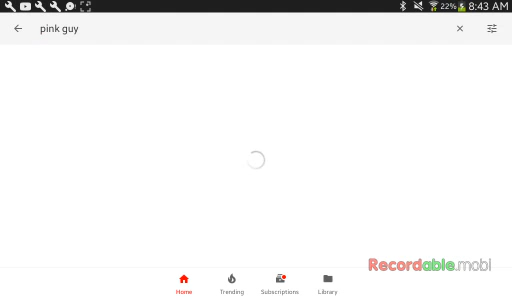 22% 8:43 AM
pink guy
Recordable.mobi
Home Trending Subscriptions Library